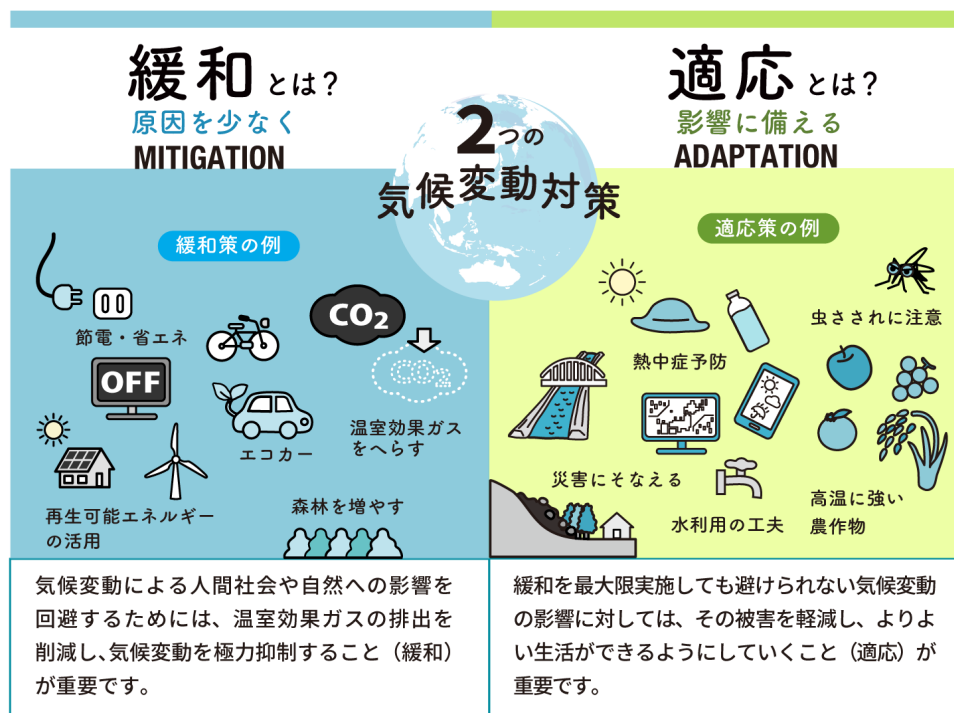 緩和とは？
原因を少なく
MITIGATION
2つの
気候変動対策
適応とは？
影響に備える
ADAPTATION
緩和策の例
節電・省エネ
OFF
CO2
CO2
温室効果ガス
をへらす
エコカー
再生可能エネルギー
の活用
森林を増やす
適応策の例
虫さされに注意
熱中症予防
災害にそなえる
水利用の工夫
高温に強い
農作物
気候変動による人間社会や自然への影響を
回避するためには、温室効果ガスの排出を
削減し、気候変動を極力抑制すること（緩和）
が重要です。
緩和を最大限実施しても避けられない気候変動
の影響に対しては、その被害を軽減し、よりよ
い生活ができるようにしていくこと（適応）が
重要です。